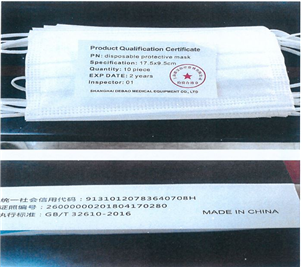 Product Qualification Certificate
PN: disposable protective mask
Specification: 17.5x9.5cm
Quantity: 10 piece
EXP DATE: 2 years
Inspector: 01
SHANGHAI DEBAO MEDICAL EQUIPMENT CO., LTD
统一社会信用代码：91310120783640708H
证照编号：26000000201804170280
执行标准：GB/T 32610-2016
MADE IN CHINA